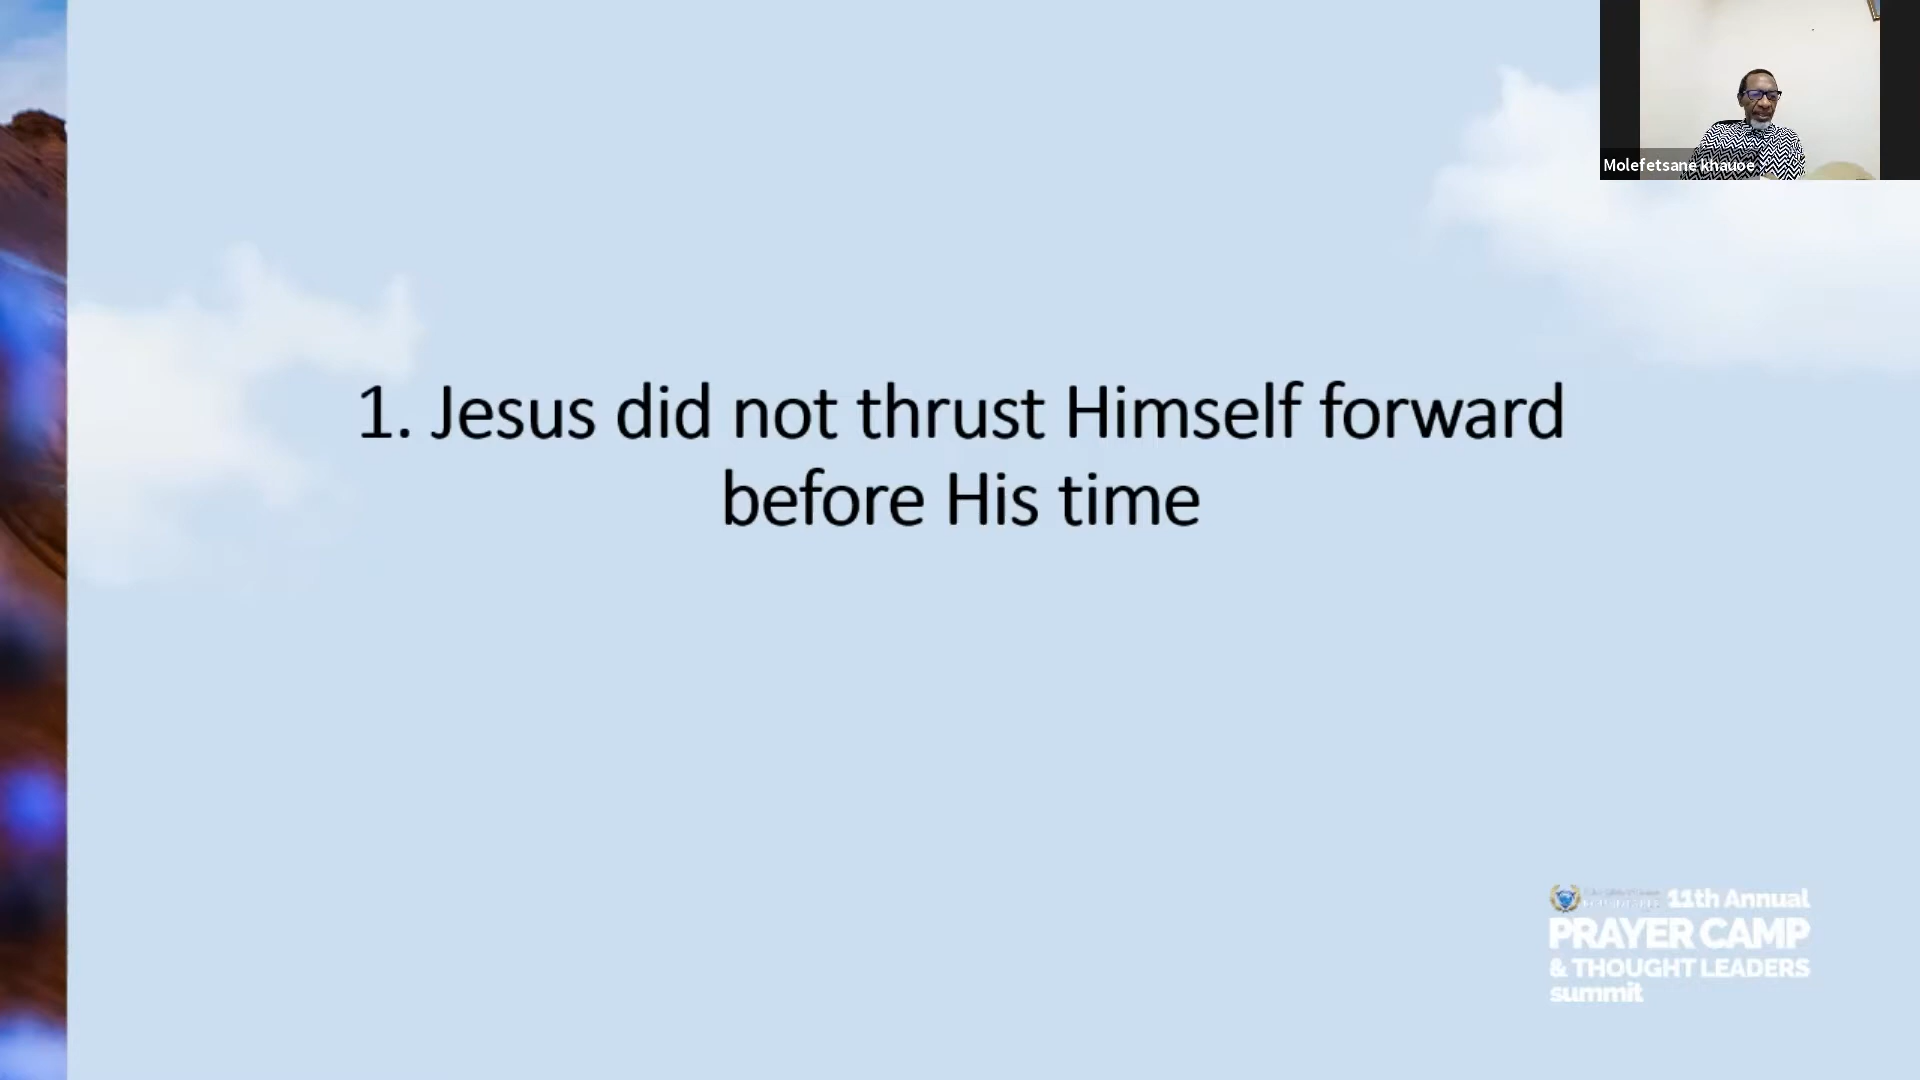 Molefetsane khauoe
1. Jesus did not thrust Himself forward
before His time
11th Annual
PRAYER CAMP
& THOUGHT LEADERS
summit